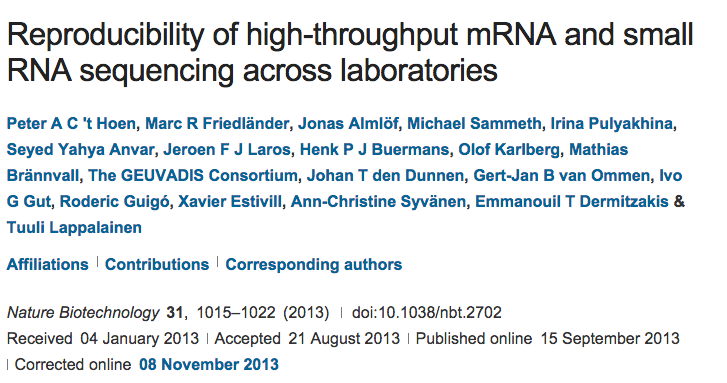 Reproducibility of high-throughput mRNA and small
RNA sequencing across laboratories
Peter A C 't Hoen, Marc R Friedländer, Jonas Almlöf, Michael Sammeth, Irina Pulyakhina,
Seyed Yahya Anvar, Jeroen F J Laros, Henk P J Buermans, Olof Karlberg, Mathias
Brännvall, The GEUVADIS Consortium, Johan T den Dunnen, Gert-Jan B van Ommen, Ivo
G Gut, Roderic Guigó, Xavier Estivill, Ann-Christine Syvänen, Emmanouil T Dermitzakis &
Tuuli Lappalainen
Affiliations | Contributions | Corresponding authors
Nature Biotechnology 31, 1015–1022 (2013) | doi:10.1038/nbt.2702
Received 04 January 2013 | Accepted 21 August 2013 | Published online 15 September 2013
| Corrected online 08 November 2013